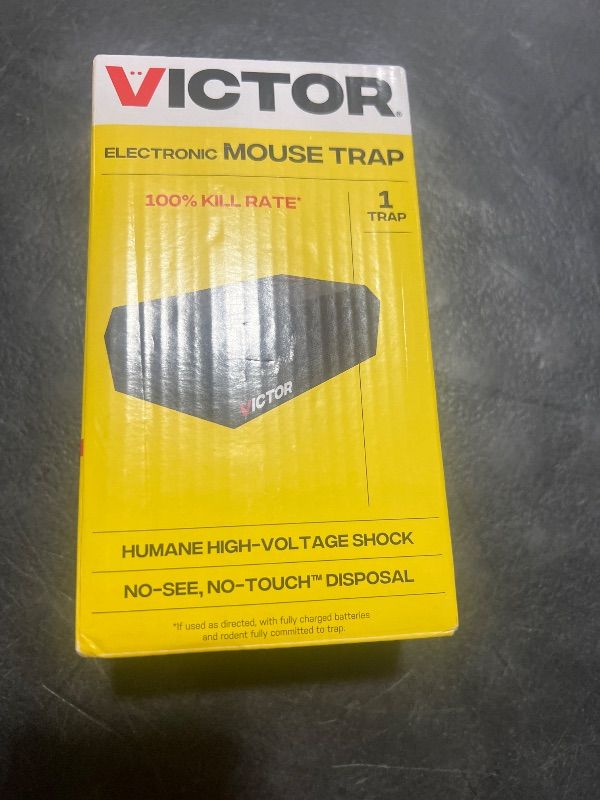 VICTOR®
ELECTRONIC MOUSE TRAP
100% KILL RATE*
1
TRAP
VICTOR
HUMANE HIGH-VOLTAGE SHOCK
NO-SEE, NO-TOUCH™ DISPOSAL
*If used as directed, with fully charged batteries
and rodent fully committed to trap.